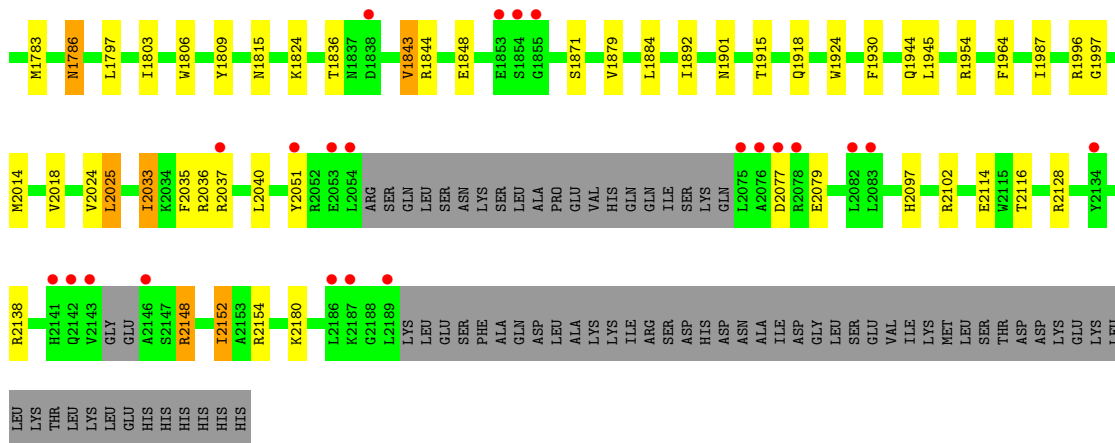 M1783 N1786 L1797 I1803 W1806 Y1809 N1815 K1824 T1836 N1837 D1838 V1843 R1844 E1848 E1853 S1854 G1855 S1871 V1879 L1884 I1892 N1901 T1915 Q1918 W1924 F1930 Q1944 L1945 R1954 F1964 I1987 R1996 G1997
M2014 V2018 V2024 L2025 I2033 K2034 F2035 R2036 R2037 L2040 Y2051 R2052 E2053 L2054 ARG SER GLN LEU SER ASN LYS SER LEU ALA PRO GLU VAL HIS GLN GLN ILE SER LYS GLN L2075 A2076 D2077 R2078 E2079 L2082 L2083 H2097 R2102 E2114 W2115 T2116 R2128 Y2134
R2138 H2141 Q2142 V2143 GLY GLU A2146 S2147 R2148 I2152 A2153 R2154 K2180 L2186 K2187 G2188 L2189 LYS LEU GLU SER PHE ALA GLN ASP LEU ALA LYS LYS ILE ARG SER ASP HIS ASP ASN ALA ILE ASP GLY LEU SER GLU VAL ILE LYS MET LEU SER THR ASP ASP LYS GLU LYS LEU
LEU LYS THR LEU LYS LEU GLU HIS HIS HIS HIS HIS HIS